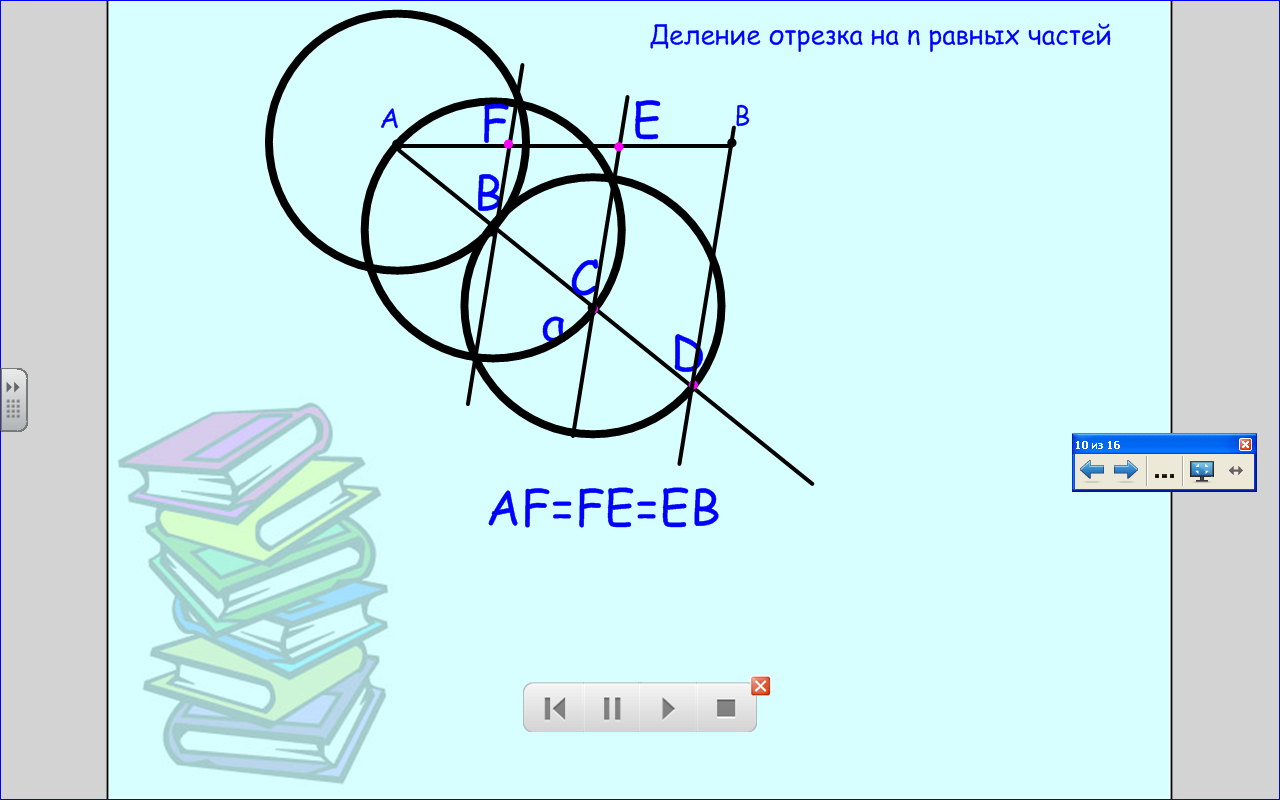 Деление отрезка на n равных частей
A
F
E
B
B
C
a
D
10 из 16
AF=FE=EB